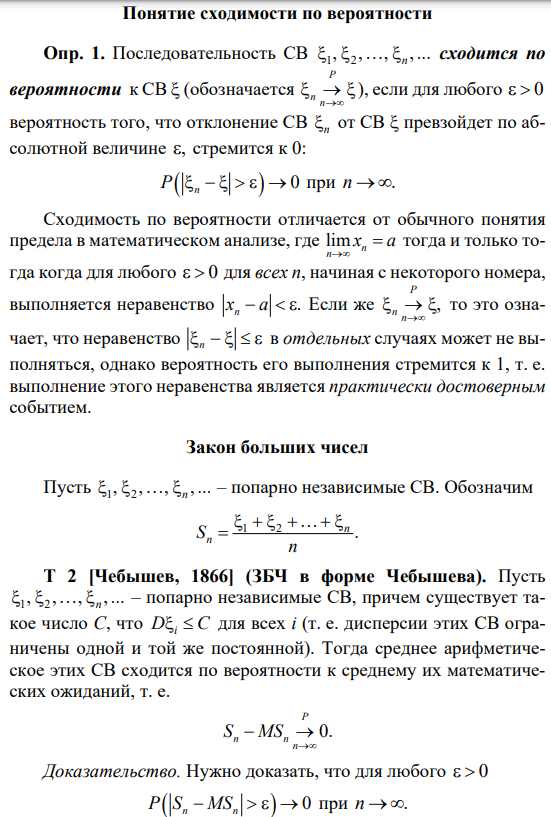 Понятие сходимости по вероятности
Опр. 1. Последовательность СВ ξ₁, ξ₂, …, ξₙ, ... сходится по
вероятности к СВ ξ (обозначается ξₙ →(P, n→∞) ξ), если для любого ε > 0
вероятность того, что отклонение СВ ξₙ от СВ ξ превзойдет по аб-
солютной величине ε, стремится к 0:
P(|ξₙ − ξ| > ε) → 0 при n → ∞.
Сходимость по вероятности отличается от обычного понятия
предела в математическом анализе, где lim(n→∞) xₙ = a тогда и только то-
гда когда для любого ε > 0 для всех n, начиная с некоторого номера,
выполняется неравенство |xₙ − a| < ε. Если же ξₙ →(P, n→∞) ξ, то это озна-
чает, что неравенство |ξₙ − ξ| ≤ ε в отдельных случаях может не вы-
полняться, однако вероятность его выполнения стремится к 1, т. е.
выполнение этого неравенства является практически достоверным
событием.
Закон больших чисел
Пусть ξ₁, ξ₂, …, ξₙ, ... – попарно независимые СВ. Обозначим
Sₙ = (ξ₁ + ξ₂ + … + ξₙ) / n.
Т 2 [Чебышев, 1866] (ЗБЧ в форме Чебышева). Пусть
ξ₁, ξ₂, …, ξₙ, ... – попарно независимые СВ, причем существует та-
кое число C, что Dξᵢ ≤ C для всех i (т. е. дисперсии этих СВ огра-
ничены одной и той же постоянной). Тогда среднее арифметиче-
ское этих СВ сходится по вероятности к среднему их математиче-
ских ожиданий, т. е.
Sₙ − MSₙ →(P, n→∞) 0.
Доказательство. Нужно доказать, что для любого ε > 0
P(|Sₙ − MSₙ| > ε) → 0 при n → ∞.